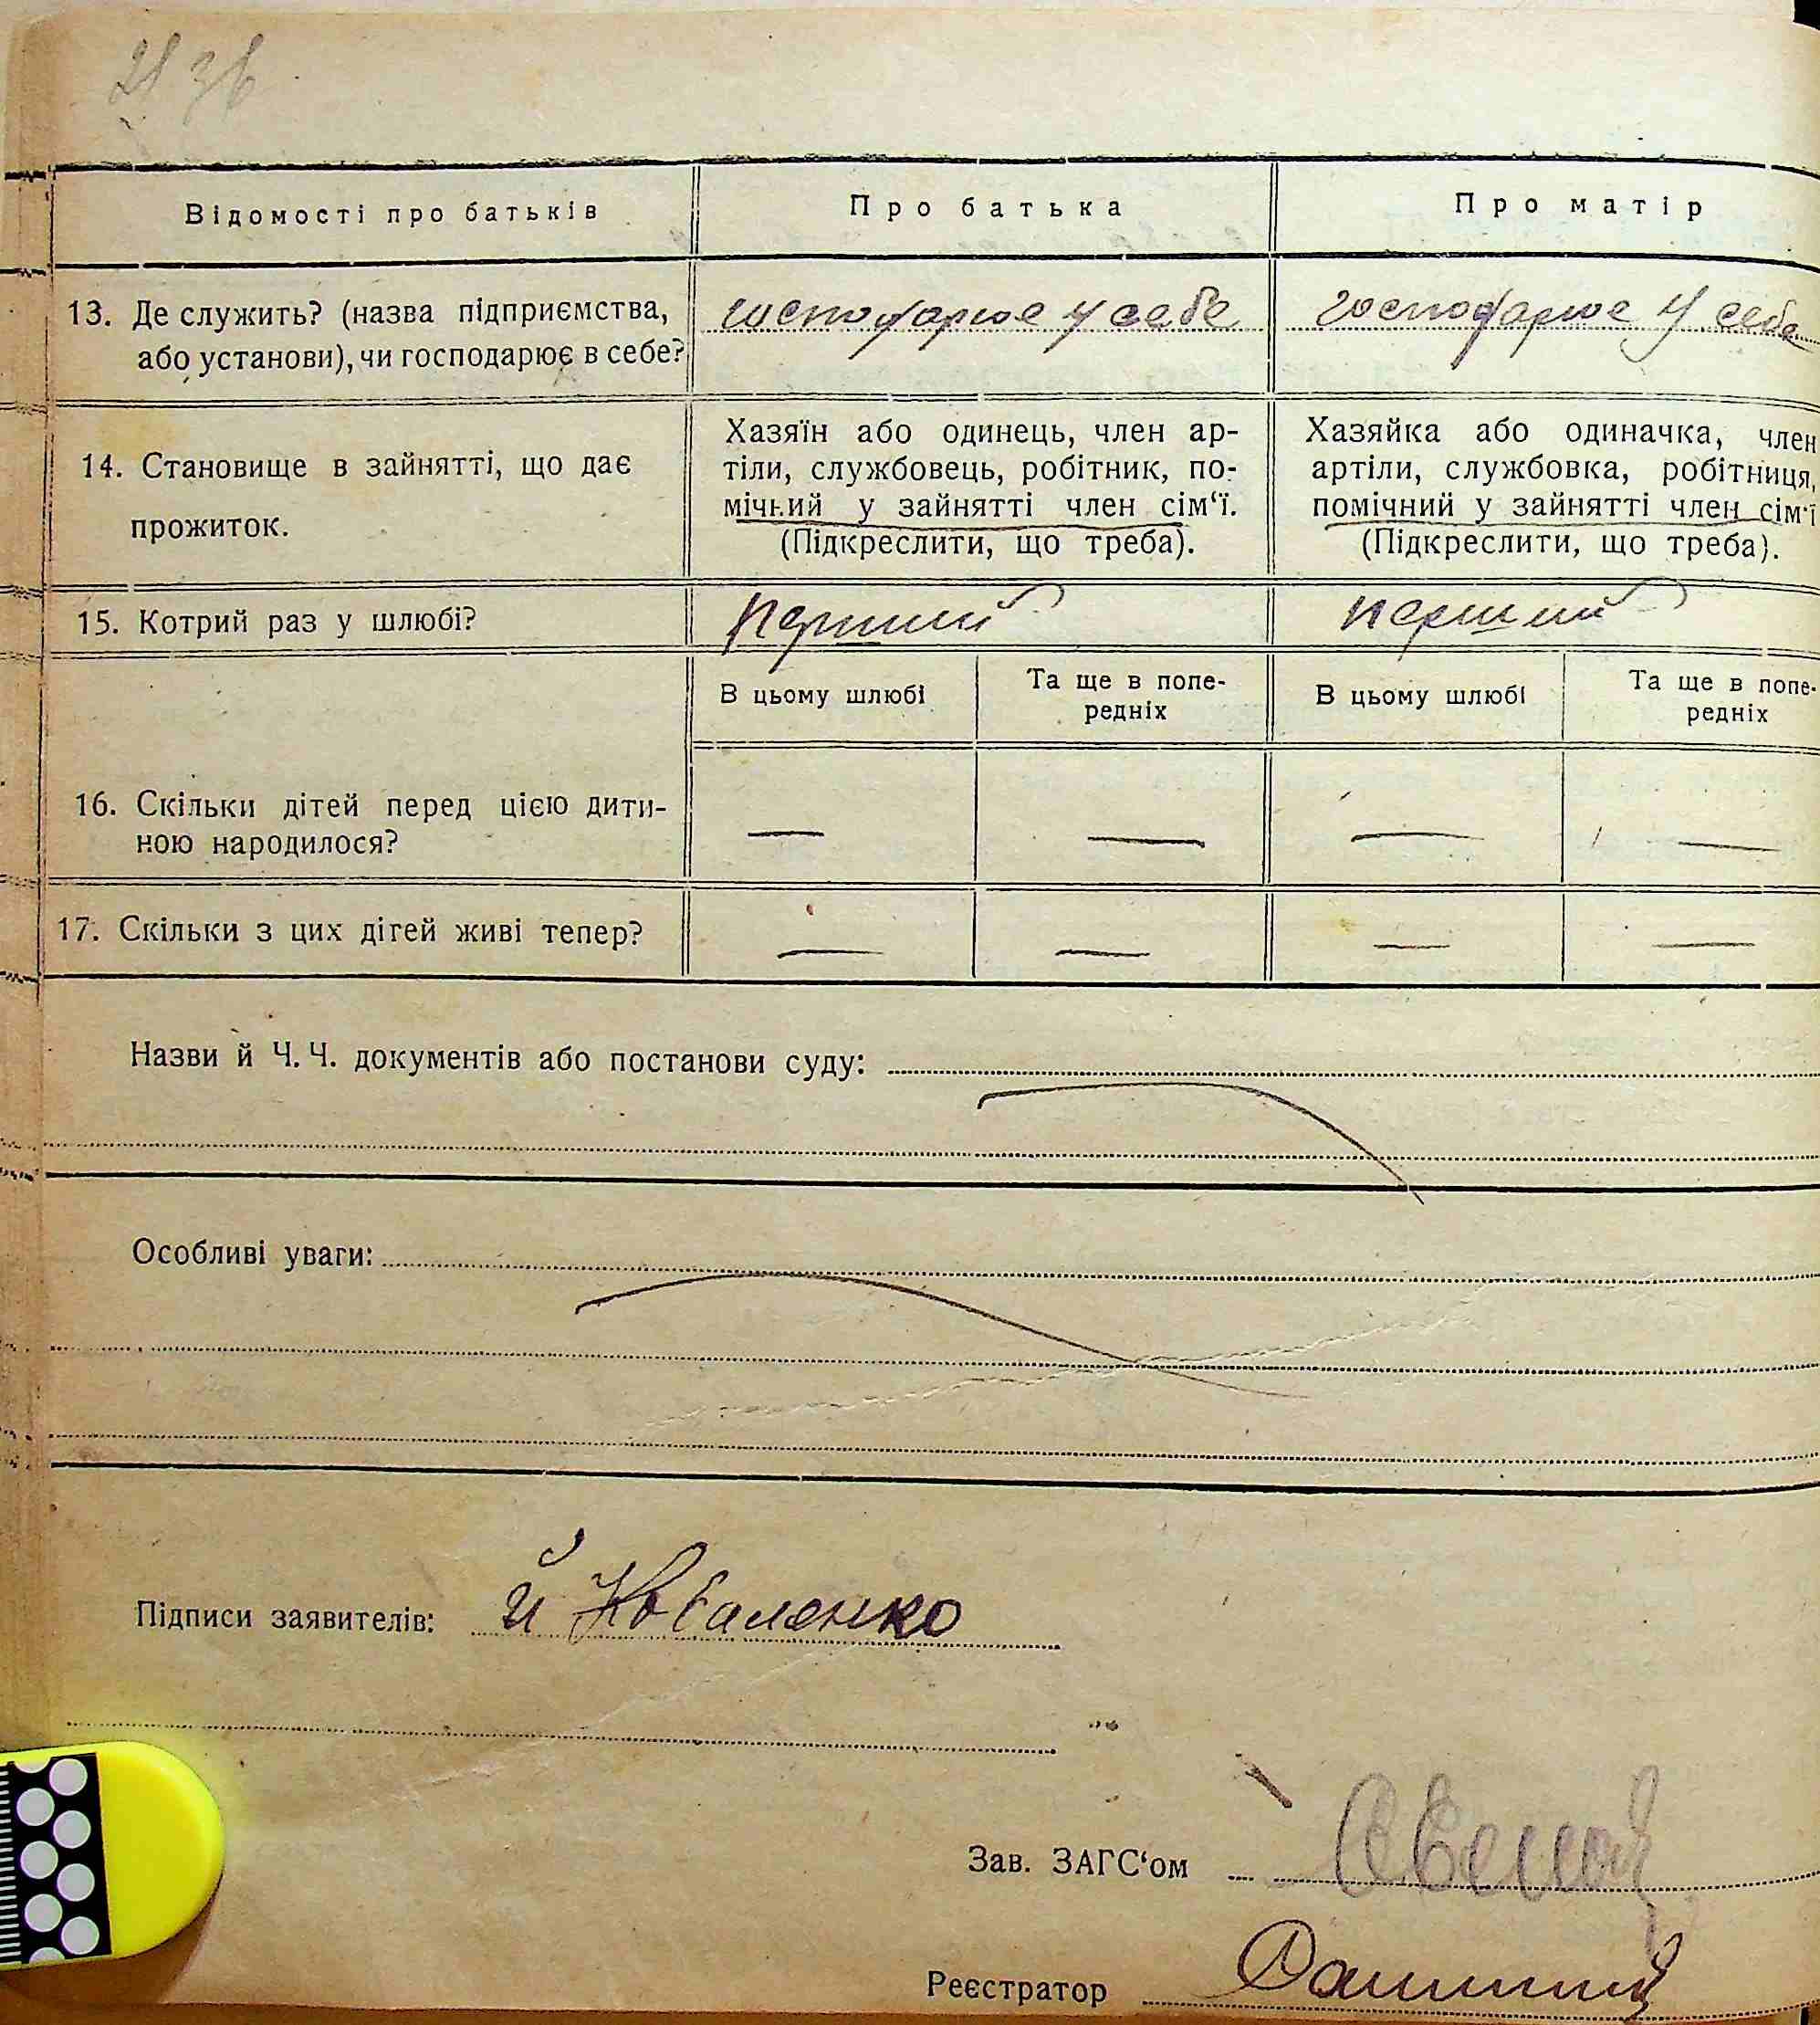 21 зв
Відомості про батьків
Про батька
Про матір
13. Де служить? (назва підприємства,
або установи), чи господарює в себе?
господарює у себе
господарює у себе
14. Становище в зайнятті, що дає
прожиток.
Хазяїн або одинець, член ар-
тіли, службовець, робітник, по-
мічний у зайнятті член сім‘ї.
(Підкреслити, що треба).
Хазяйка або одиначка, член
артіли, службовка, робітниця,
помічний у зайнятті член сім‘ї
(Підкреслити, що треба).
15. Котрий раз у шлюбі?
перший
перший
В цьому шлюбі
Та ще в попе-
редніх
В цьому шлюбі
Та ще в попе-
редніх
16. Скільки дітей перед цією дити-
ною народилося?
— — — —
17. Скільки з цих дітей живі тепер?
— — — —
Назви й Ч. Ч. документів або постанови суду:
Особливі уваги:
Підписи заявителів: Й Коваленко
Зав. ЗАГС‘ом
Реєстратор